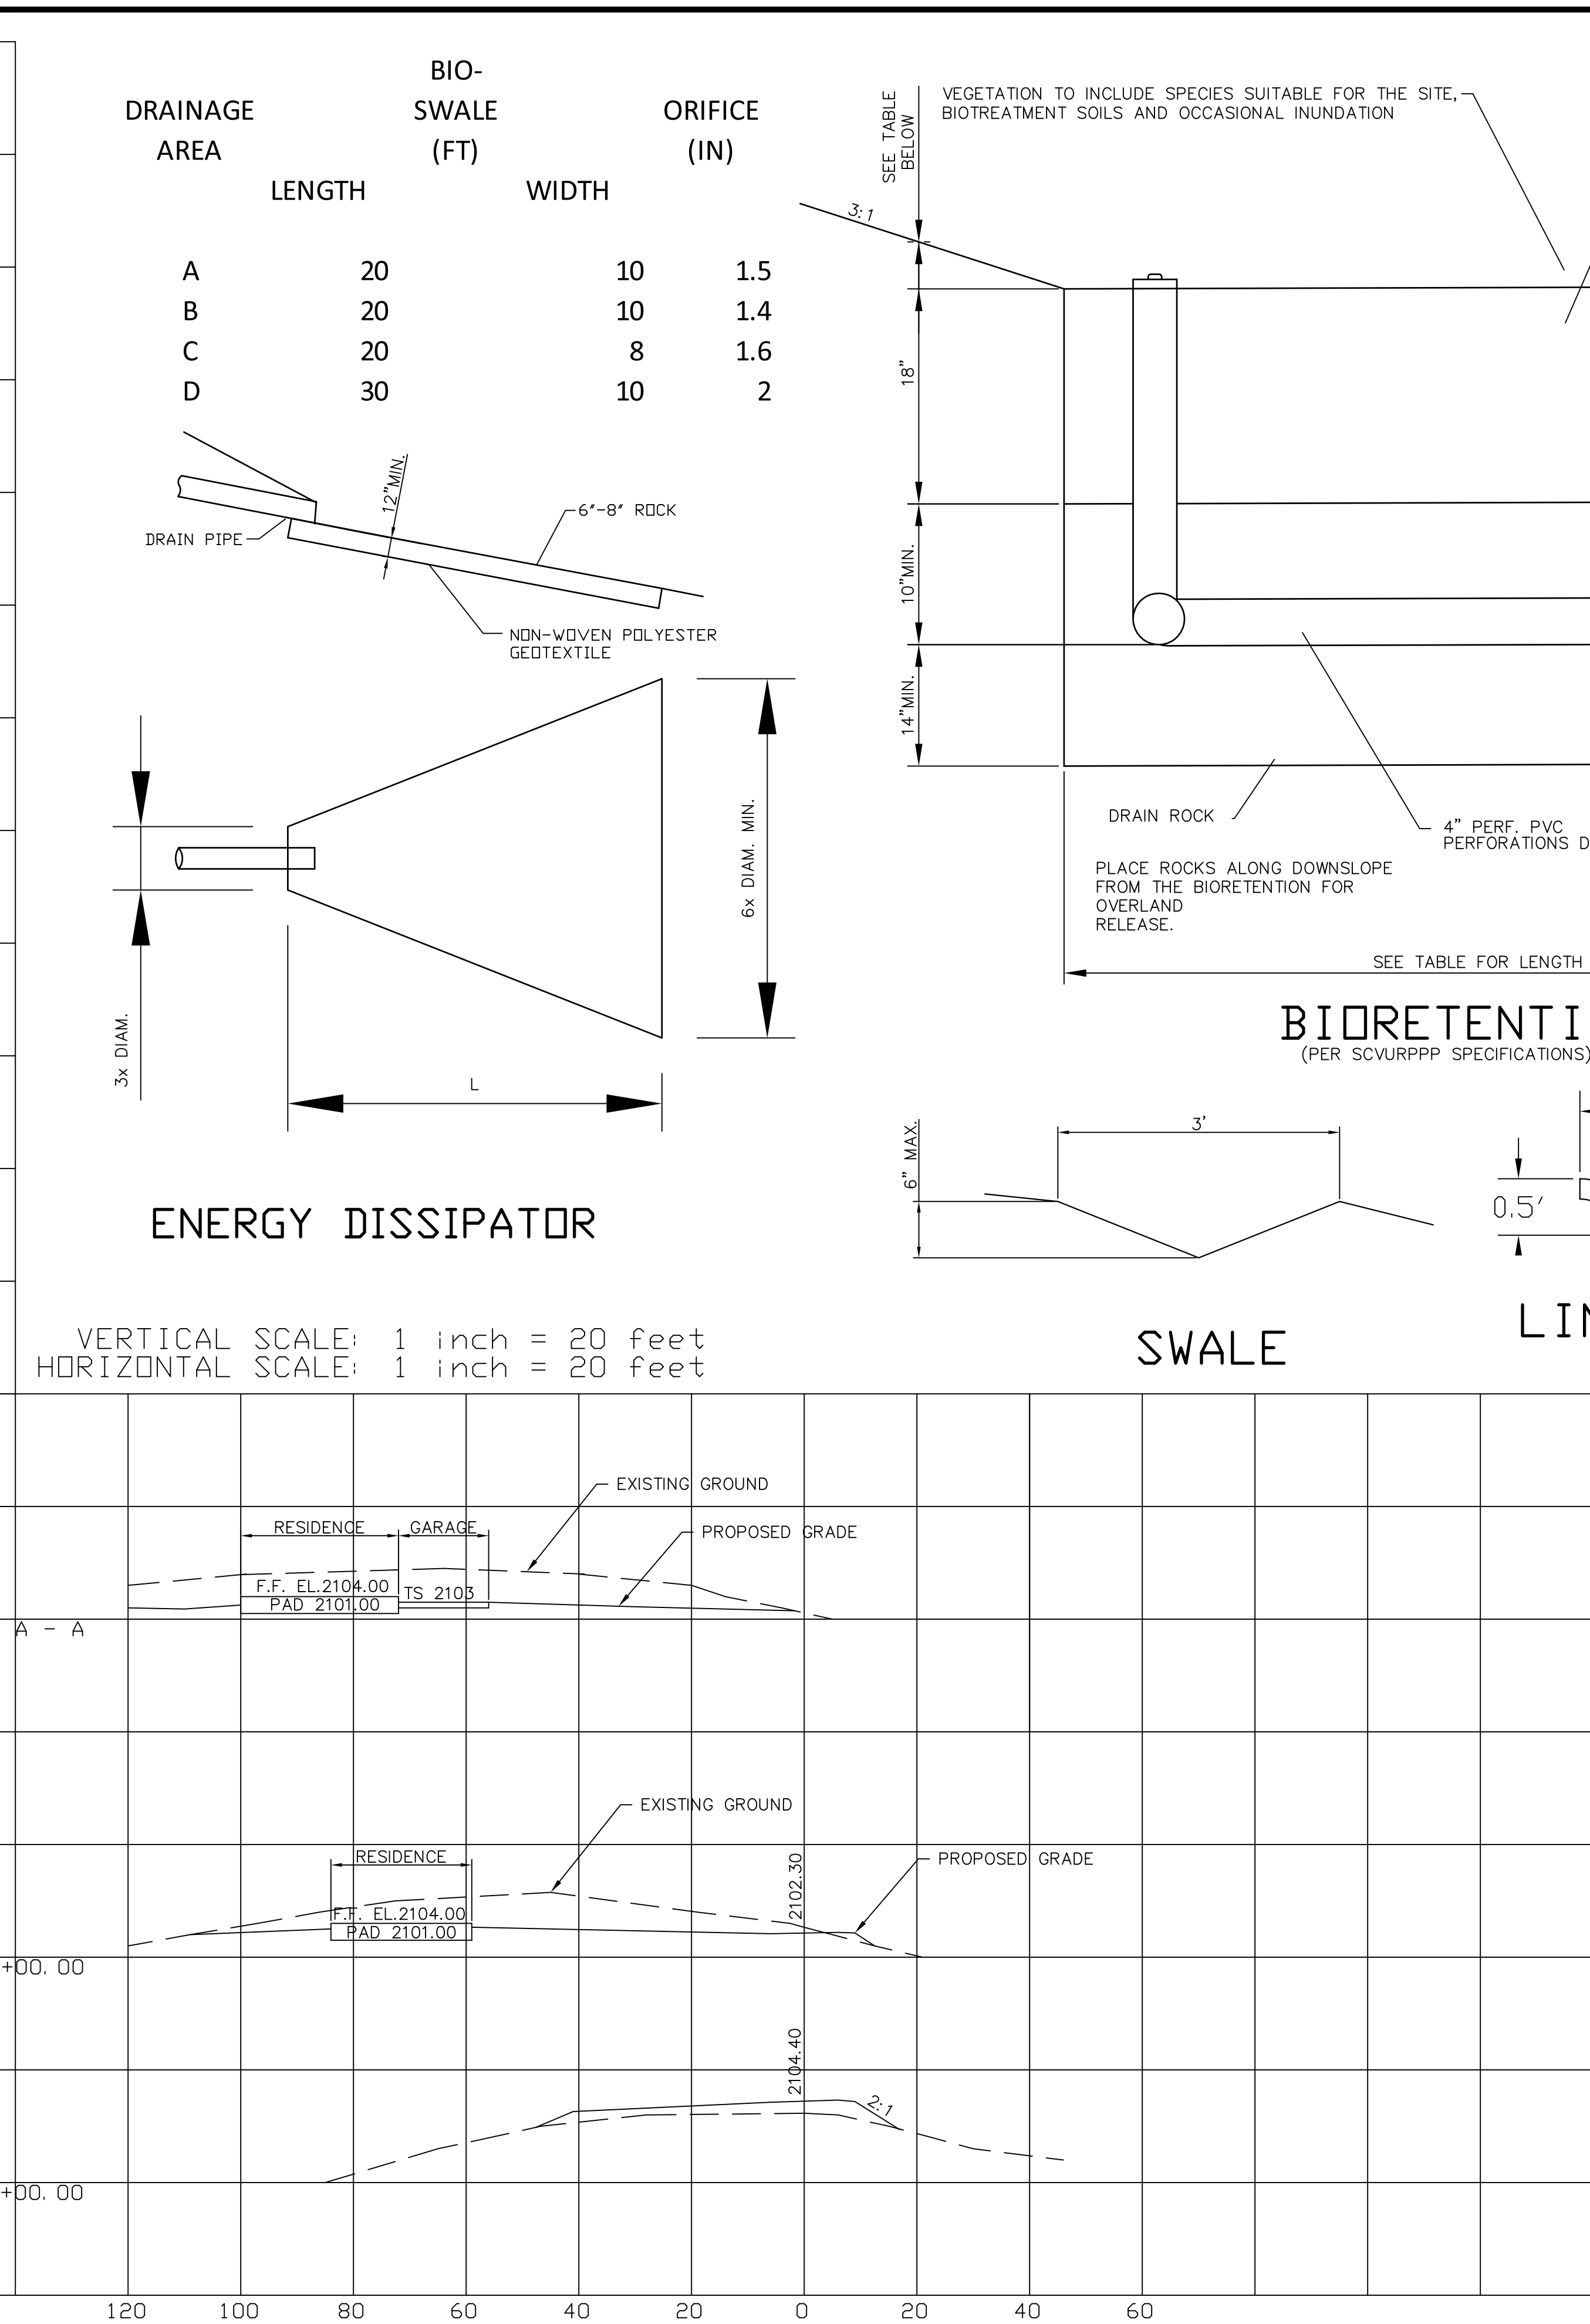 DRAINAGE
AREA
BIO-
SWALE
(FT)
ORIFICE
(IN)
LENGTH WIDTH
A 20 10 1.5
B 20 10 1.4
C 20 8 1.6
D 30 10 2
12"MIN.
6"-8" ROCK
DRAIN PIPE
NON-WOVEN POLYESTER
GEOTEXTILE
3x DIAM.
6x DIAM. MIN.
L
ENERGY DISSIPATOR
SEE TABLE
BELOW
VEGETATION TO INCLUDE SPECIES SUITABLE FOR THE SITE,
BIOTREATMENT SOILS AND OCCASIONAL INUNDATION
3:1
18"
10"MIN.
14"MIN.
DRAIN ROCK
4" PERF. PVC
PERFORATIONS D
PLACE ROCKS ALONG DOWNSLOPE
FROM THE BIORETENTION FOR
OVERLAND
RELEASE.
SEE TABLE FOR LENGTH
BIORETENTI
(PER SCVURPPP SPECIFICATIONS)
6" MAX.
3'
0.5'
SWALE
LIN
VERTICAL SCALE: 1 inch = 20 feet
HORIZONTAL SCALE: 1 inch = 20 feet
EXISTING GROUND
RESIDENCE GARAGE
PROPOSED GRADE
F.F. EL.2104.00
TS 2103
PAD 2101.00
A - A
EXISTING GROUND
RESIDENCE
2102.30
PROPOSED GRADE
F.F. EL.2104.00
PAD 2101.00
+00.00
2104.40
2:1
+00.00
120 100 80 60 40 20 0 20 40 60